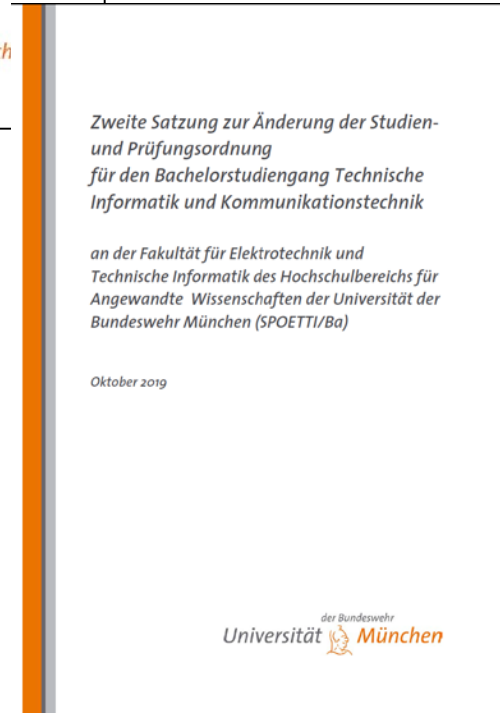 Zweite Satzung zur Änderung der Studien-
und Prüfungsordnung
für den Bachelorstudiengang Technische
Informatik und Kommunikationstechnik
an der Fakultät für Elektrotechnik und
Technische Informatik des Hochschulbereichs für
Angewandte Wissenschaften der Universität der
Bundeswehr München (SPOETTI/Ba)
Oktober 2019
der Bundeswehr
Universität München